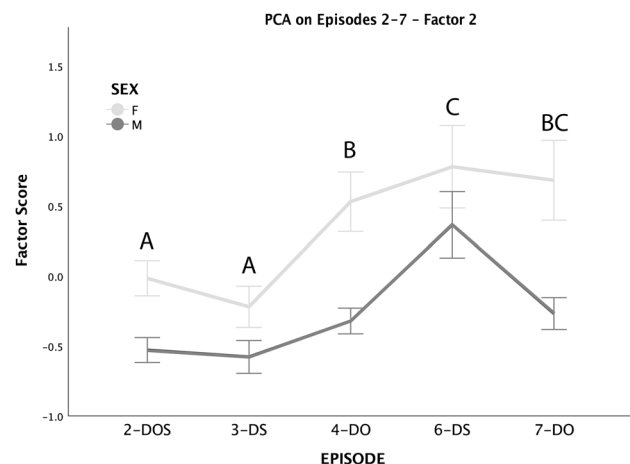 PCA on Episodes 2-7 - Factor 2
Factor Score
1.5
1.0
0.5
0.0
-0.5
-1.0
SEX
F
M
A
A
B
C
BC
2-DOS
3-DS
4-DO
6-DS
7-DO
EPISODE